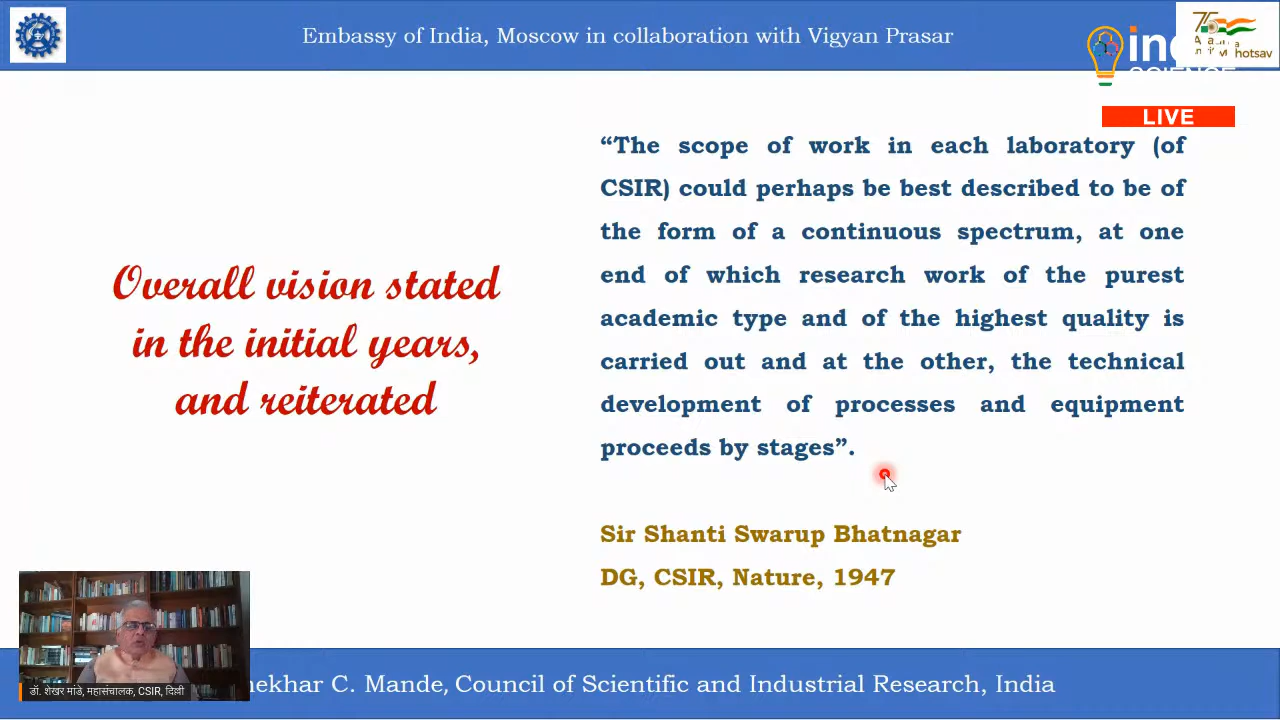 Embassy of India, Moscow in collaboration with Vigyan Prasar
75
LIVE
“The scope of work in each laboratory (of
CSIR) could perhaps be best described to be of
the form of a continuous spectrum, at one
end of which research work of the purest
academic type and of the highest quality is
carried out and at the other, the technical
development of processes and equipment
proceeds by stages”.
Overall vision stated
in the initial years,
and reiterated
Sir Shanti Swarup Bhatnagar
DG, CSIR, Nature, 1947
डॉ. शेखर मांडे, महासंचालक, CSIR, दिल्ली
hekhar C. Mande, Council of Scientific and Industrial Research, India